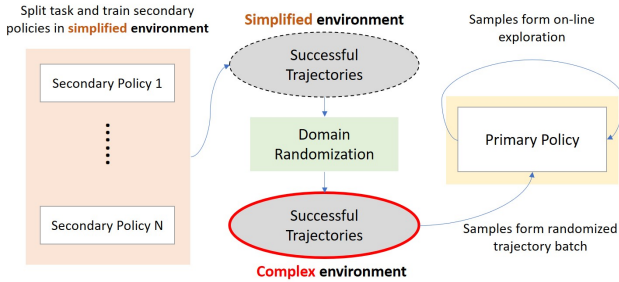 Split task and train secondary
policies in simplified environment
Secondary Policy 1
Secondary Policy N
Simplified environment
Successful
Trajectories
Domain
Randomization
Successful
Trajectories
Complex environment
Samples form on-line
exploration
Primary Policy
Samples form randomized
trajectory batch